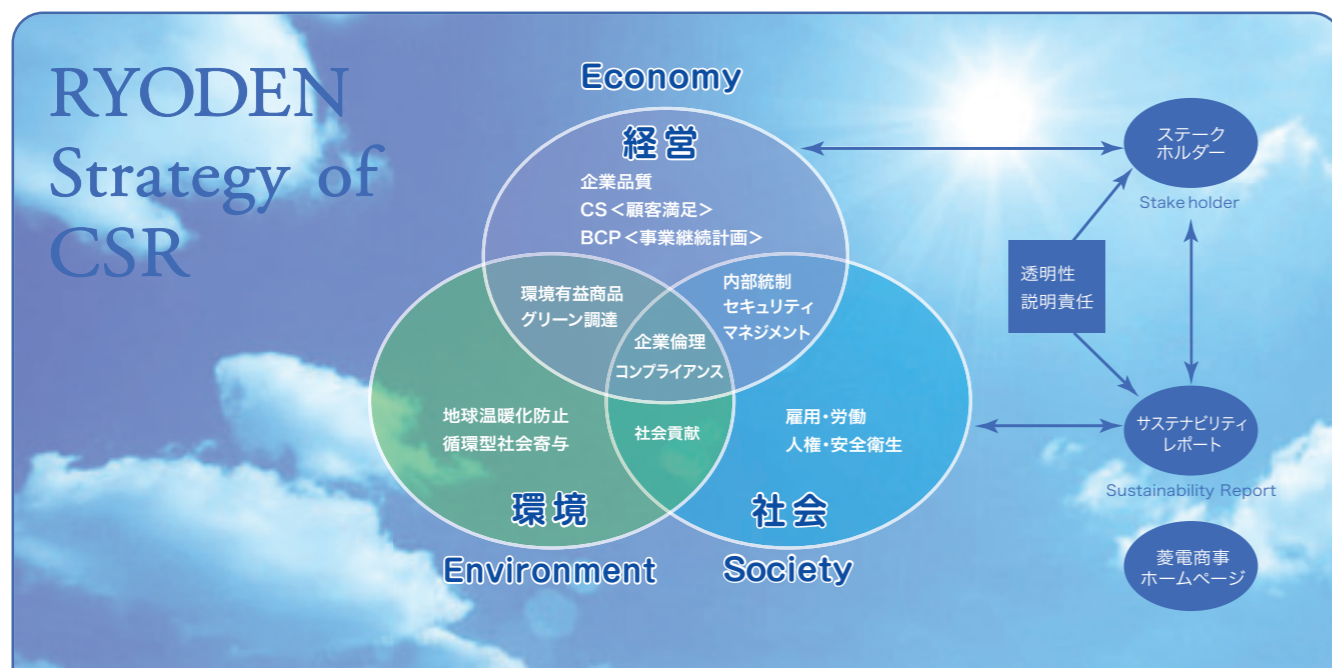 RYODEN
Strategy of
CSR
Economy
経営
企業品質
CS＜顧客満足＞
BCP＜事業継続計画＞
環境有益商品
グリーン調達
内部統制
セキュリティ
マネジメント
企業倫理
コンプライアンス
地球温暖化防止
循環型社会寄与
社会貢献
雇用・労働
人権・安全衛生
環境
Environment
社会
Society
ステーク
ホルダー
Stake holder
透明性
説明責任
サステナビリティ
レポート
Sustainability Report
菱電商事
ホームページ